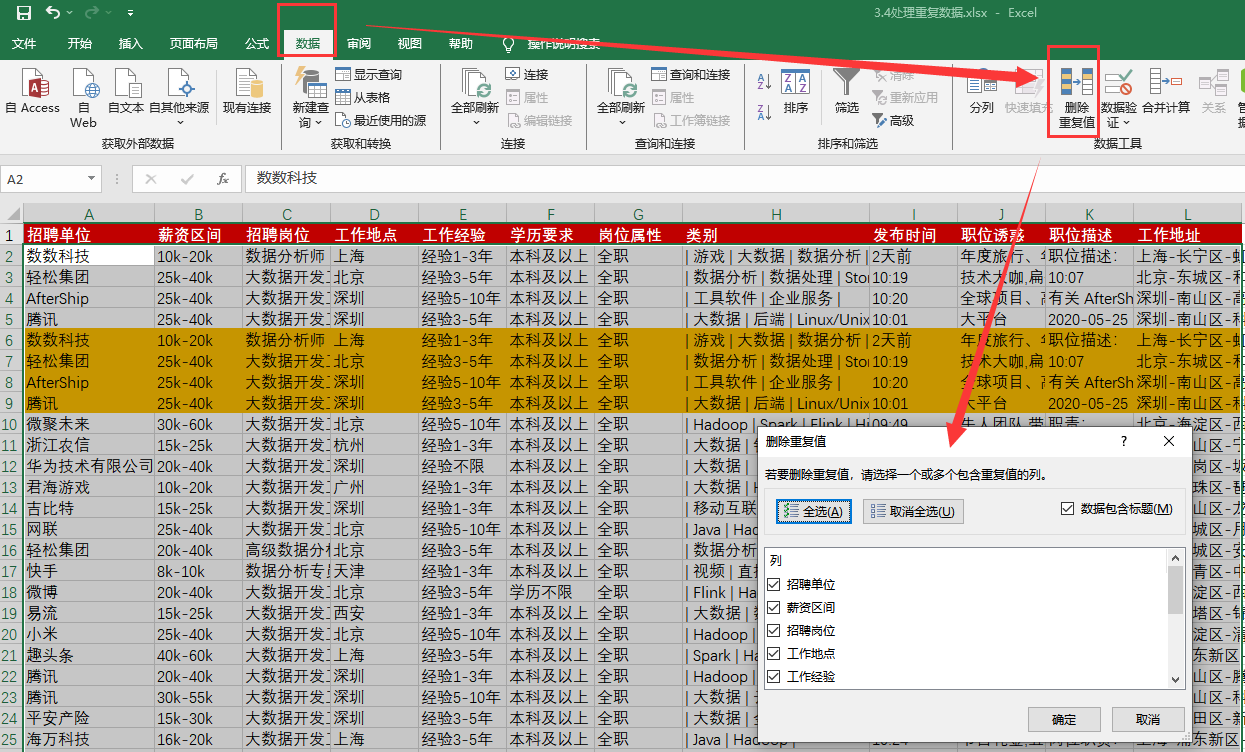 3.4处理重复数据.xlsx - Excel
文件 开始 插入 页面布局 公式 数据 审阅 视图 帮助 操作说明搜索
自 Access 自 Web 自文本 自其他来源 现有连接 新建查询 显示查询 从表格 最近使用的源 全部刷新 连接 属性 编辑链接 全部刷新 查询和连接 属性 工作簿链接 排序 筛选 清除 重新应用 高级 分列 快速填充 删除重复值 数据验证 合并计算 关系
获取外部数据 获取和转换 连接 查询和连接 排序和筛选 数据工具
A2 fx 数数科技
A B C D E F G H I J K L
1 招聘单位 薪资区间 招聘岗位 工作地点 工作经验 学历要求 岗位属性 类别 发布时间 职位诱惑 职位描述 工作地址
2 数数科技 10k-20k 数据分析师 上海 经验1-3年 本科及以上 全职 | 游戏 | 大数据 | 数据分析 | 2天前 年度旅行、 职位描述: 上海-长宁区-
3 轻松集团 25k-40k 大数据开发 北京 经验3-5年 本科及以上 全职 | 数据分析 | 数据处理 | Sto 10:19 技术大咖,扁 10:07 北京-东城区-
4 AfterShip 25k-40k 大数据开发 深圳 经验5-10年 本科及以上 全职 | 工具软件 | 企业服务 | 10:20 全球项目、 有关 AfterSh 深圳-南山区-
5 腾讯 25k-40k 大数据开发 深圳 经验3-5年 本科及以上 全职 | 大数据 | 后端 | Linux/Unix 10:01 大平台 2020-05-25 深圳-南山区-科
6 数数科技 10k-20k 数据分析师 上海 经验1-3年 本科及以上 全职 | 游戏 | 大数据 | 数据分析 | 2天前 年度旅行、 职位描述: 上海-长宁区-
7 轻松集团 25k-40k 大数据开发 北京 经验3-5年 本科及以上 全职 | 数据分析 | 数据处理 | Sto 10:19 技术大咖,扁 10:07 北京-东城区-
8 AfterShip 25k-40k 大数据开发 深圳 经验5-10年 本科及以上 全职 | 工具软件 | 企业服务 | 10:20 全球项目、 有关 AfterSh 深圳-南山区-
9 腾讯 25k-40k 大数据开发 深圳 经验3-5年 本科及以上 全职 | 大数据 | 后端 | Linux/Unix 10:01 大平台 2020-05-25 深圳-南山区-科
10 微聚未来 30k-60k 大数据开发 北京 经验5-10年 本科及以上 全职 | Hadoop | Spark | Flink | Hi 09:49 牛人团队,带 职责: 北京-海淀区-西
11 浙江农信 15k-25k 大数据开发 杭州 经验1-3年 本科及以上 全职 | 大数据 |
12 华为技术有限公司 20k-40k 大数据开发 深圳 经验不限 本科及以上 全职 | 大数据 |
13 君海游戏 10k-20k 大数据开发 广州 经验1-3年 本科及以上 全职 | 大数据 |
14 吉比特 15k-25k 大数据开发 深圳 经验1-3年 本科及以上 全职 | 移动互联
15 网联 25k-40k 大数据开发 北京 经验5-10年 本科及以上 全职 | Java | Had
16 轻松集团 20k-40k 高级数据分析 北京 经验3-5年 本科及以上 全职 | 数据分析
17 快手 8k-10k 数据分析专员 天津 经验1-3年 本科及以上 全职 | 视频 | 直
18 微博 20k-40k 大数据开发 北京 经验3-5年 学历不限 全职 | Flink | Ha
19 易流 15k-25k 大数据开发 西安 经验1-3年 本科及以上 全职 | 大数据 |
20 小米 25k-40k 大数据开发 北京 经验5-10年 本科及以上 全职 | Hadoop |
21 趣头条 40k-60k 大数据开发 上海 经验3-5年 本科及以上 全职 | Spark | H
22 腾讯 20k-40k 大数据开发 深圳 经验3-5年 本科及以上 全职 | Hadoop |
23 腾讯 30k-55k 大数据开发 深圳 经验5-10年 本科及以上 全职 | 大数据 |
24 平安产险 15k-30k 大数据开发 深圳 经验3-5年 本科及以上 全职 | 大数据 |
25 海万科技 16k-20k 大数据开发 上海 经验3-5年 本科及以上 全职 | Java | Had
删除重复值 ?
若要删除重复值，请选择一个或多个包含重复值的列。
全选(A) 取消全选(U) 数据包含标题(M)
列
招聘单位
薪资区间
招聘岗位
工作地点
工作经验
确定 取消